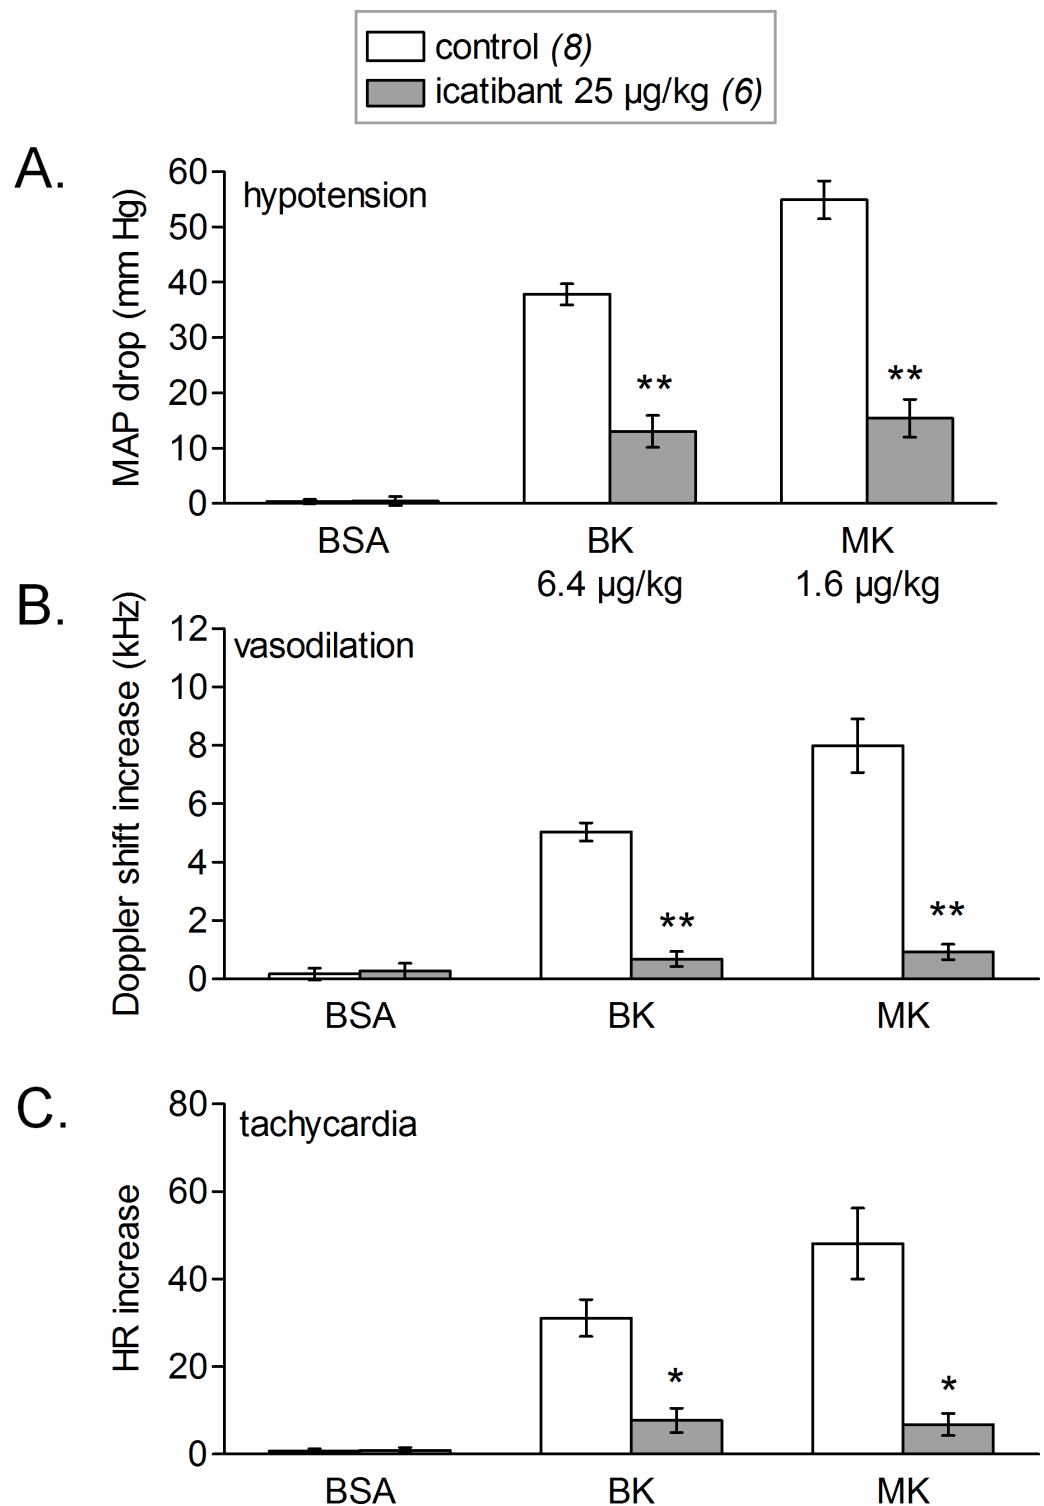 control (8)
icatibant 25 µg/kg (6)
A.
hypotension
MAP drop (mm Hg)
60
50
40
30
20
10
0
**
**
BSA
BK
MK
6.4 µg/kg
1.6 µg/kg
B.
vasodilation
Doppler shift increase (kHz)
12
10
8
6
4
2
0
**
**
BSA
BK
MK
C.
tachycardia
HR increase
80
60
40
20
0
*
*
BSA
BK
MK